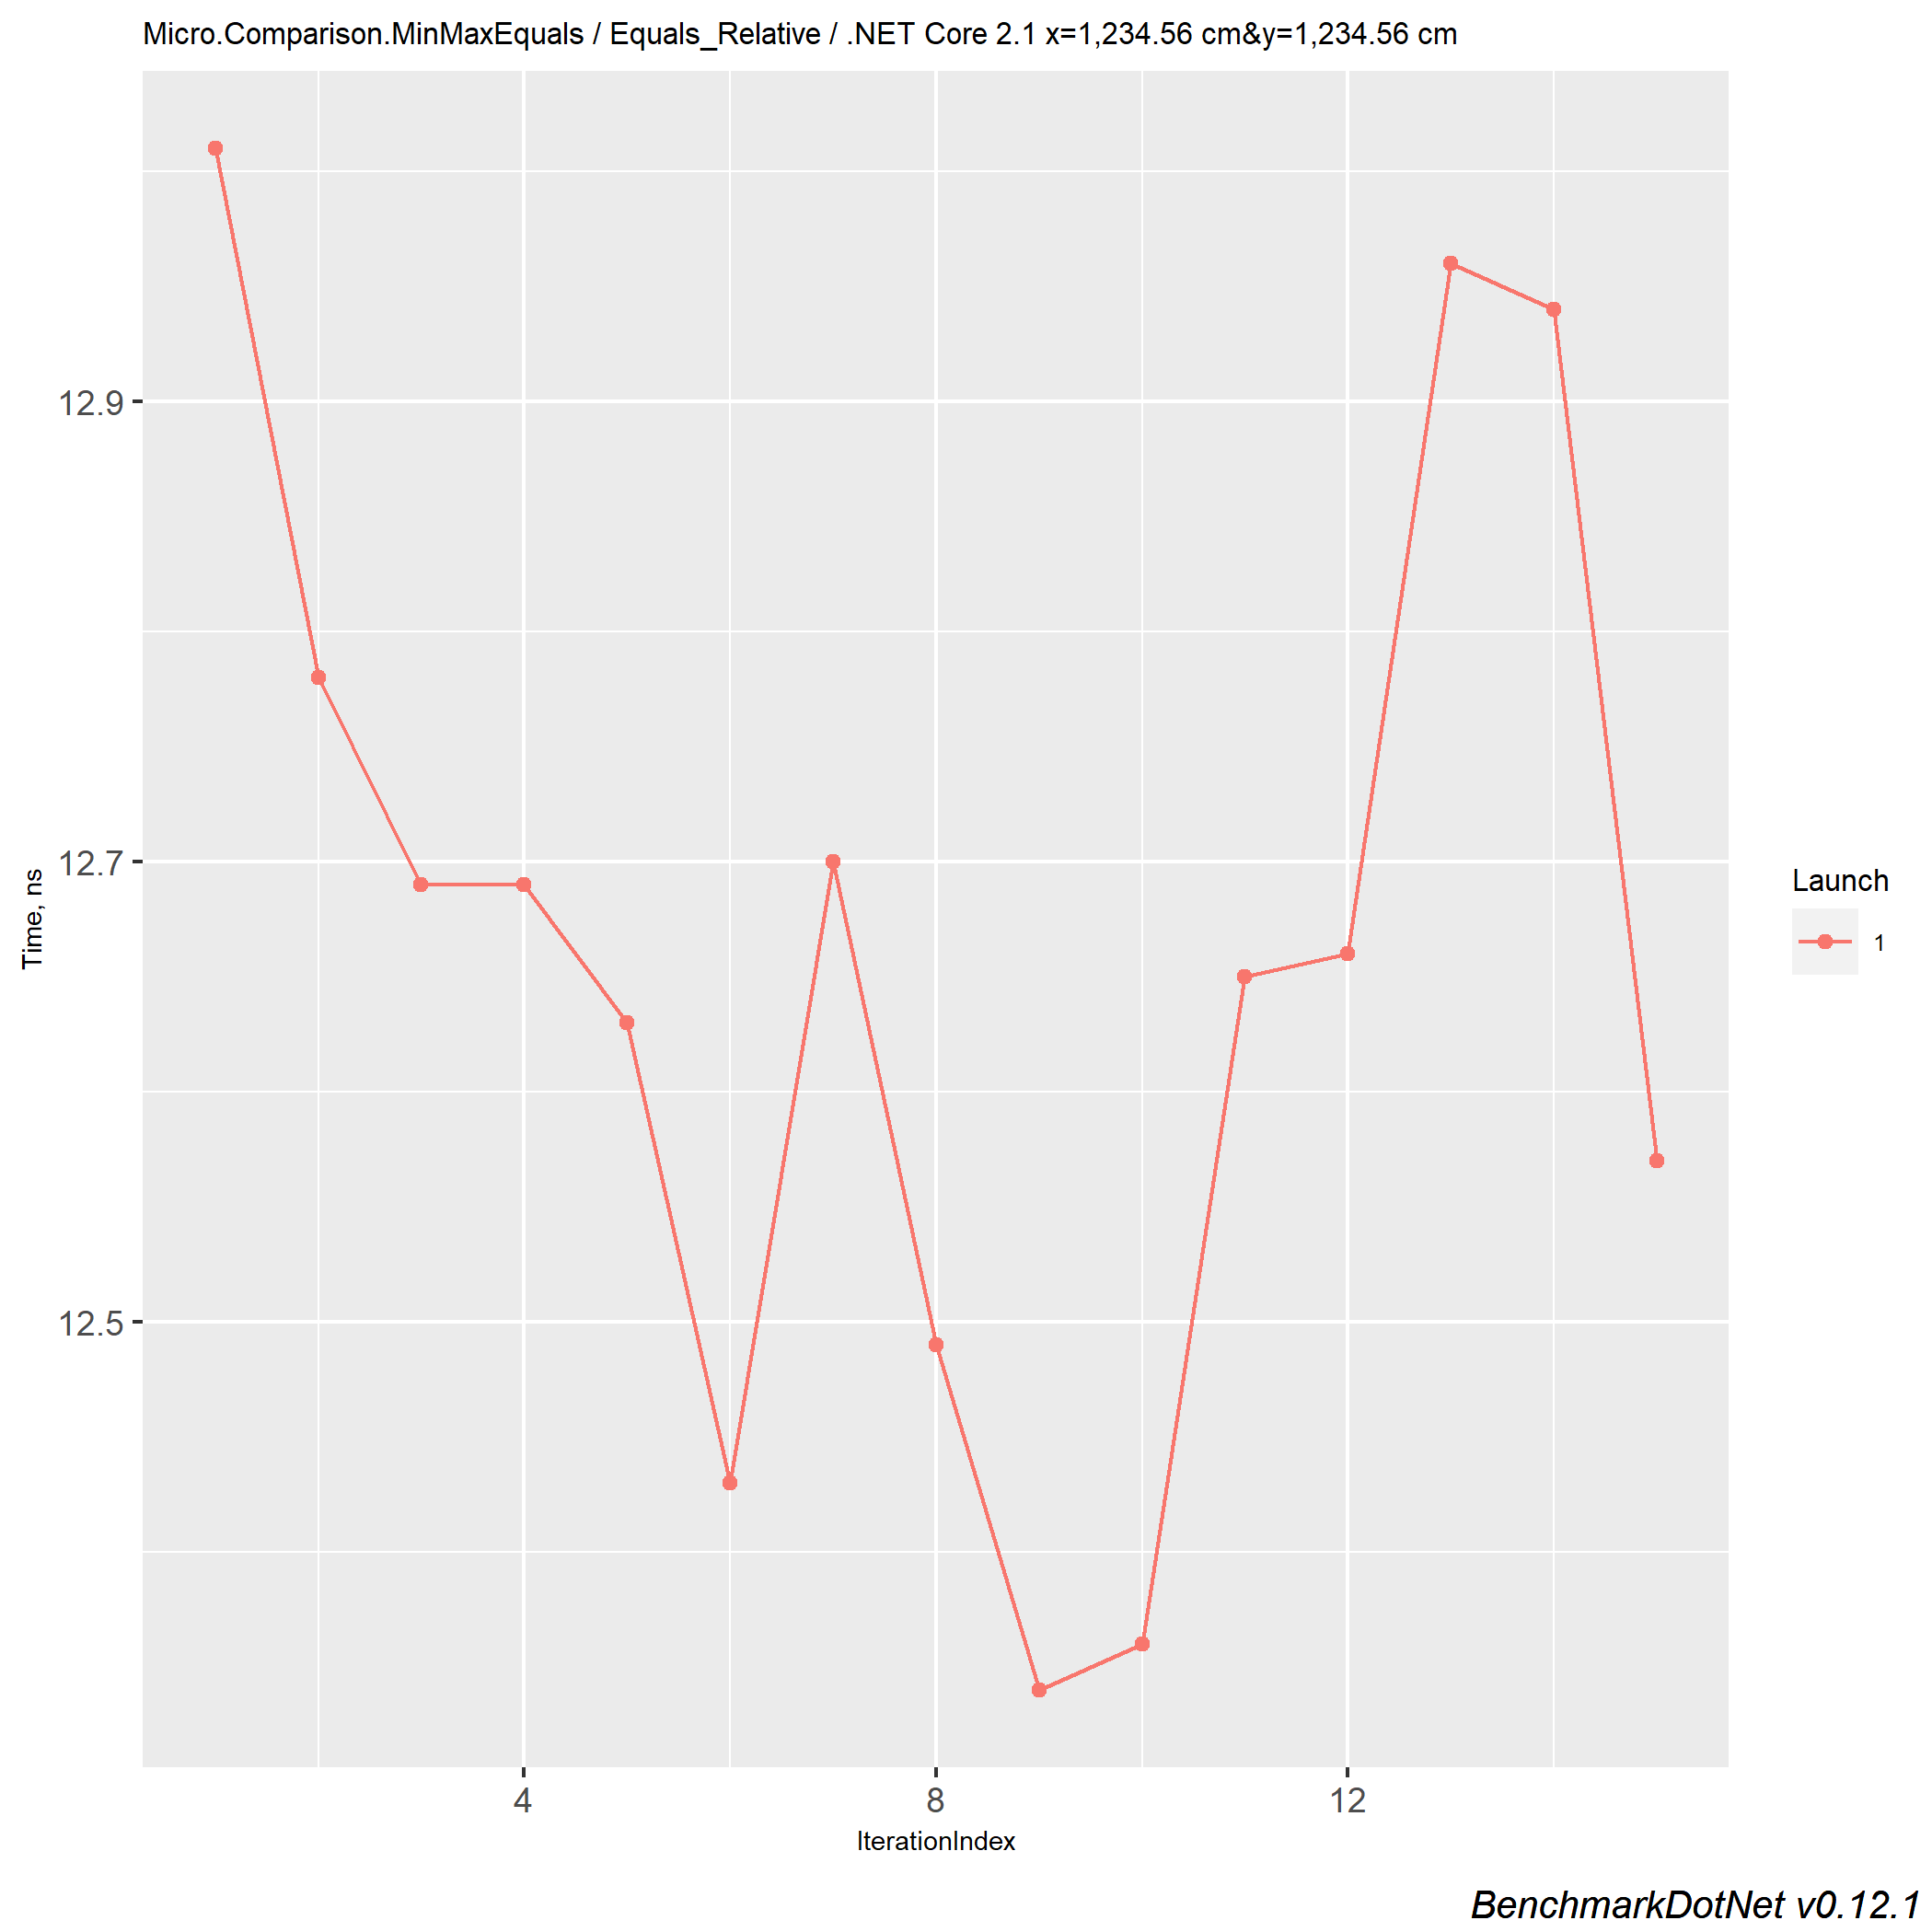 Micro.Comparison.MinMaxEquals / Equals_Relative / .NET Core 2.1 x=1,234.56 cm&y=1,234.56 cm
12.9
12.7
12.5
Time, ns
4 8 12
IterationIndex
Launch
1
BenchmarkDotNet v0.12.1